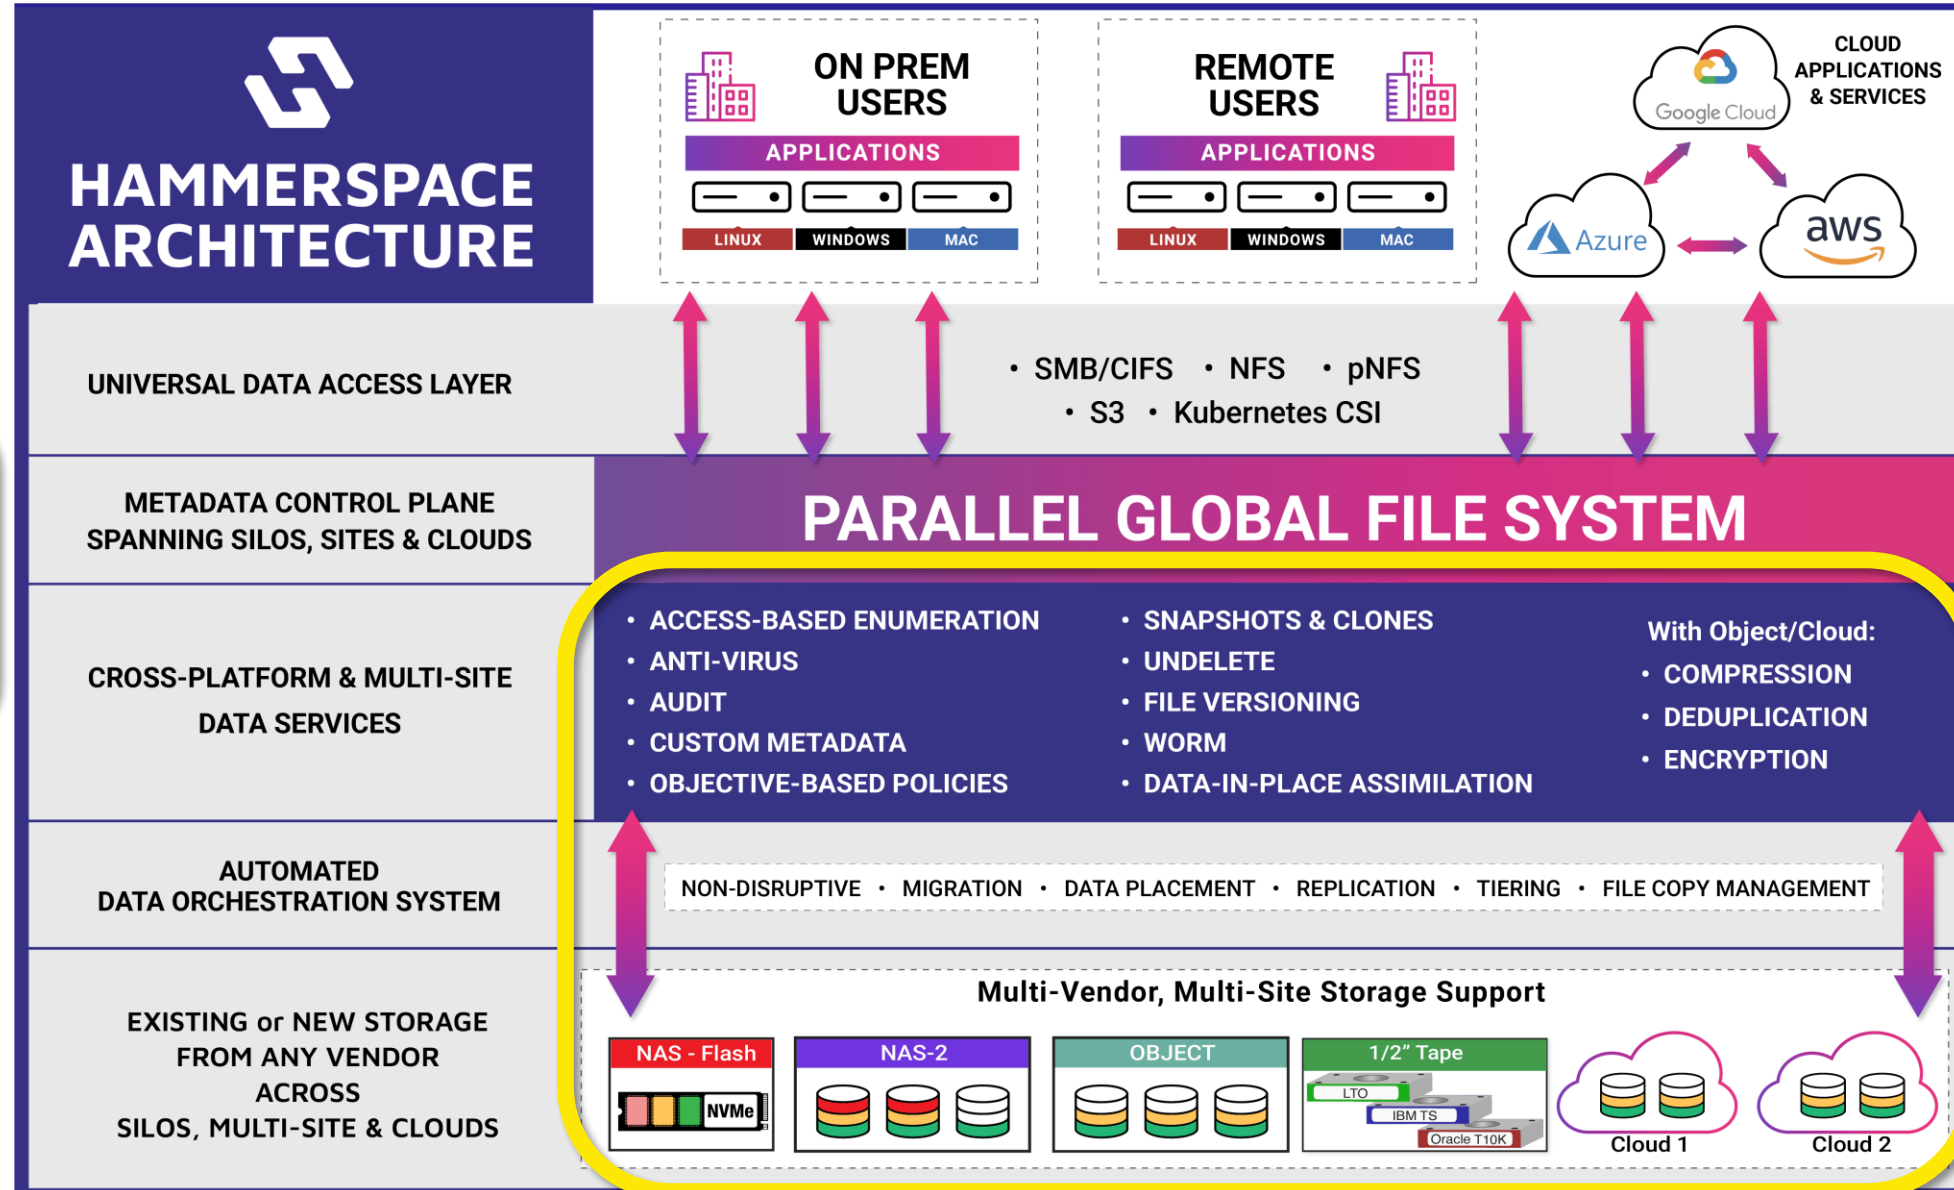 HAMMERSPACE
ARCHITECTURE
ON PREM
USERS
APPLICATIONS
LINUX
WINDOWS
MAC
REMOTE
USERS
APPLICATIONS
LINUX
WINDOWS
MAC
CLOUD
APPLICATIONS
& SERVICES
Google Cloud
Azure
aws
UNIVERSAL DATA ACCESS LAYER
• SMB/CIFS • NFS • pNFS
• S3 • Kubernetes CSI
METADATA CONTROL PLANE
SPANNING SILOS, SITES & CLOUDS
PARALLEL GLOBAL FILE SYSTEM
CROSS-PLATFORM & MULTI-SITE
DATA SERVICES
• ACCESS-BASED ENUMERATION
• ANTI-VIRUS
• AUDIT
• CUSTOM METADATA
• OBJECTIVE-BASED POLICIES
• SNAPSHOTS & CLONES
• UNDELETE
• FILE VERSIONING
• WORM
• DATA-IN-PLACE ASSIMILATION
With Object/Cloud:
• COMPRESSION
• DEDUPLICATION
• ENCRYPTION
AUTOMATED
DATA ORCHESTRATION SYSTEM
NON-DISRUPTIVE • MIGRATION • DATA PLACEMENT • REPLICATION • TIERING • FILE COPY MANAGEMENT
EXISTING or NEW STORAGE
FROM ANY VENDOR
ACROSS
SILOS, MULTI-SITE & CLOUDS
Multi-Vendor, Multi-Site Storage Support
NAS - Flash
NVMe
NAS-2
OBJECT
1/2” Tape
LTO
IBM TS
Oracle T10K
Cloud 1
Cloud 2